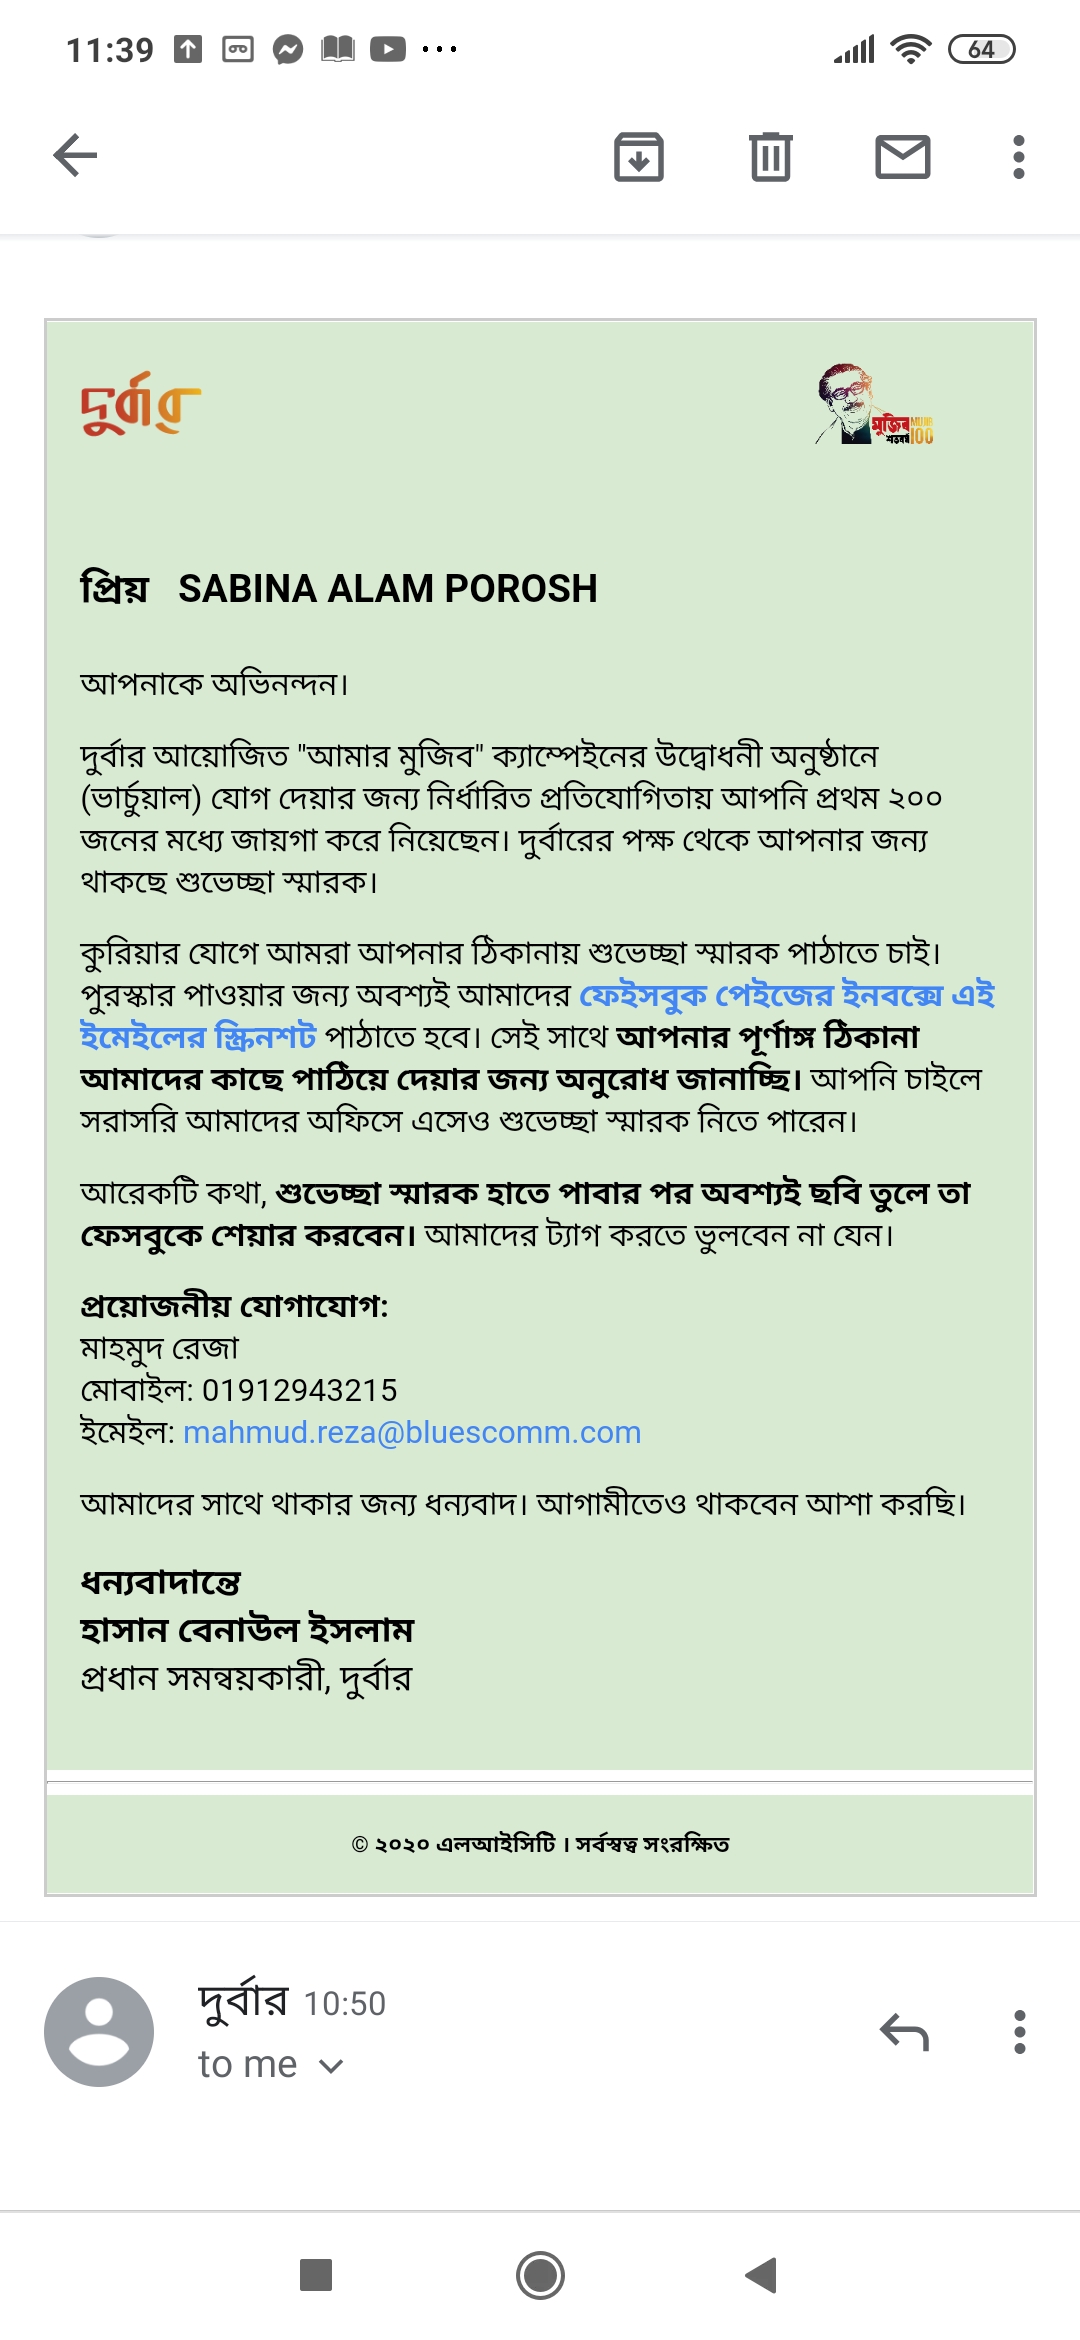 11:39
64
দুর্বার
মুজিব MUJIB
শতবর্ষ 100
প্রিয় SABINA ALAM POROSH
আপনাকে অভিনন্দন।
দুর্বার আয়োজিত "আমার মুজিব" ক্যাম্পেইনের উদ্বোধনী অনুষ্ঠানে
(ভার্চুয়াল) যোগ দেয়ার জন্য নির্ধারিত প্রতিযোগিতায় আপনি প্রথম ২০০
জনের মধ্যে জায়গা করে নিয়েছেন। দুর্বারের পক্ষ থেকে আপনার জন্য
থাকছে শুভেচ্ছা স্মারক।
কুরিয়ার যোগে আমরা আপনার ঠিকানায় শুভেচ্ছা স্মারক পাঠাতে চাই।
পুরস্কার পাওয়ার জন্য অবশ্যই আমাদের ফেইসবুক পেইজের ইনবক্সে এই
ইমেইলের স্ক্রিনশট পাঠাতে হবে। সেই সাথে আপনার পূর্ণাঙ্গ ঠিকানা
আমাদের কাছে পাঠিয়ে দেয়ার জন্য অনুরোধ জানাচ্ছি। আপনি চাইলে
সরাসরি আমাদের অফিসে এসেও শুভেচ্ছা স্মারক নিতে পারেন।
আরেকটি কথা, শুভেচ্ছা স্মারক হাতে পাবার পর অবশ্যই ছবি তুলে তা
ফেসবুকে শেয়ার করবেন। আমাদের ট্যাগ করতে ভুলবেন না যেন।
প্রয়োজনীয় যোগাযোগ:
মাহমুদ রেজা
মোবাইল: 01912943215
ইমেইল: mahmud.reza@bluescomm.com
আমাদের সাথে থাকার জন্য ধন্যবাদ। আগামীতেও থাকবেন আশা করছি।
ধন্যবাদান্তে
হাসান বেনাউল ইসলাম
প্রধান সমন্বয়কারী, দুর্বার
© ২০২০ এলআইসিটি । সর্বস্বত্ব সংরক্ষিত
দুর্বার 10:50
to me